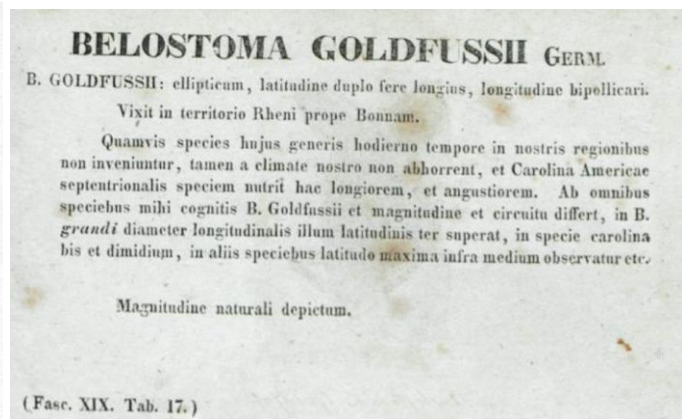 BELOSTOMA GOLDFUSSII GERM.
B. GOLDFUSSII: ellipticum, latitudine duplo fere longius, longitudine bipollicari.
Vixit in territorio Rheni prope Bonnam.
Quamvis species hujus generis hodierno tempore in nostris regionibus
non inveniuntur, tamen a climate nostro non abhorrent, et Carolina Americae
septentrionalis speciem nutrit hac longiorem, et angustiorem. Ab omnibus
speciebus mihi cognitis B. Goldfussii et magnitudine et circuitu differt, in B.
grandi diameter longitudinalis illum latitudinis ter superat, in specie carolina
bis et dimidium, in aliis speciebus latitudo maxima infra medium observatur etc.
Magnitudine naturali depictum.
(Fasc. XIX. Tab. 17.)